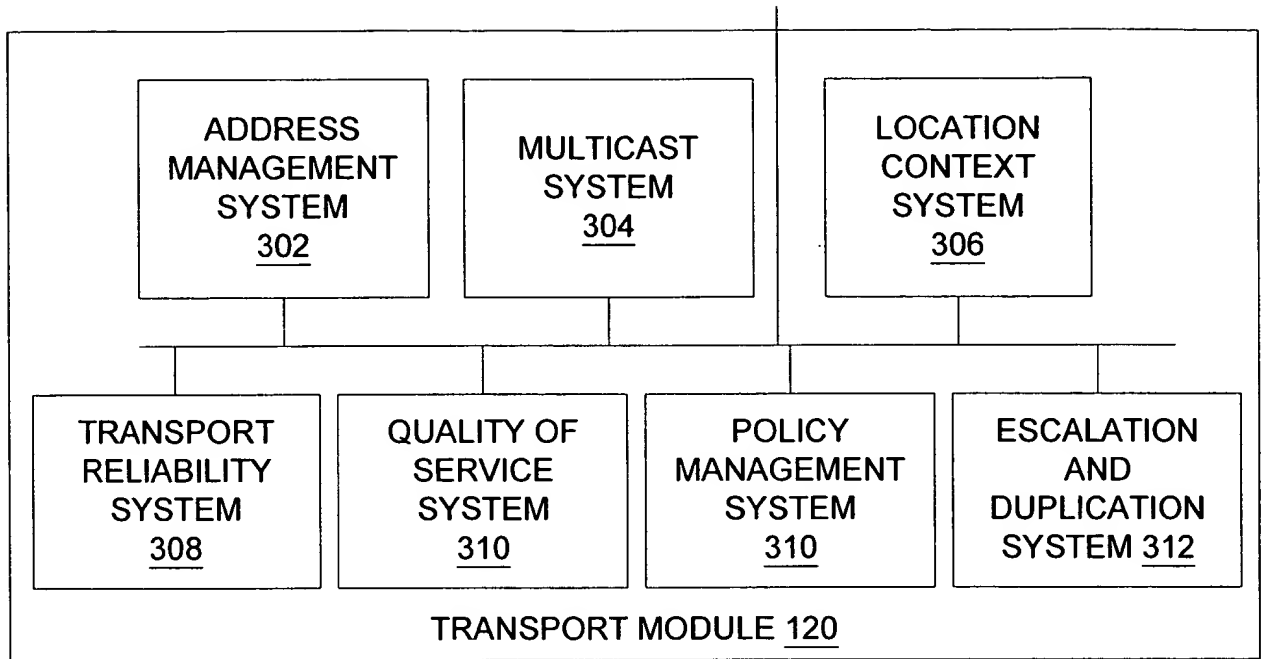 ADDRESS
MANAGEMENT
SYSTEM
302
MULTICAST
SYSTEM
304
LOCATION
CONTEXT
SYSTEM
306
TRANSPORT
RELIABILITY
SYSTEM
308
QUALITY OF
SERVICE
SYSTEM
310
POLICY
MANAGEMENT
SYSTEM
310
ESCALATION
AND
DUPLICATION
SYSTEM 312
TRANSPORT MODULE 120